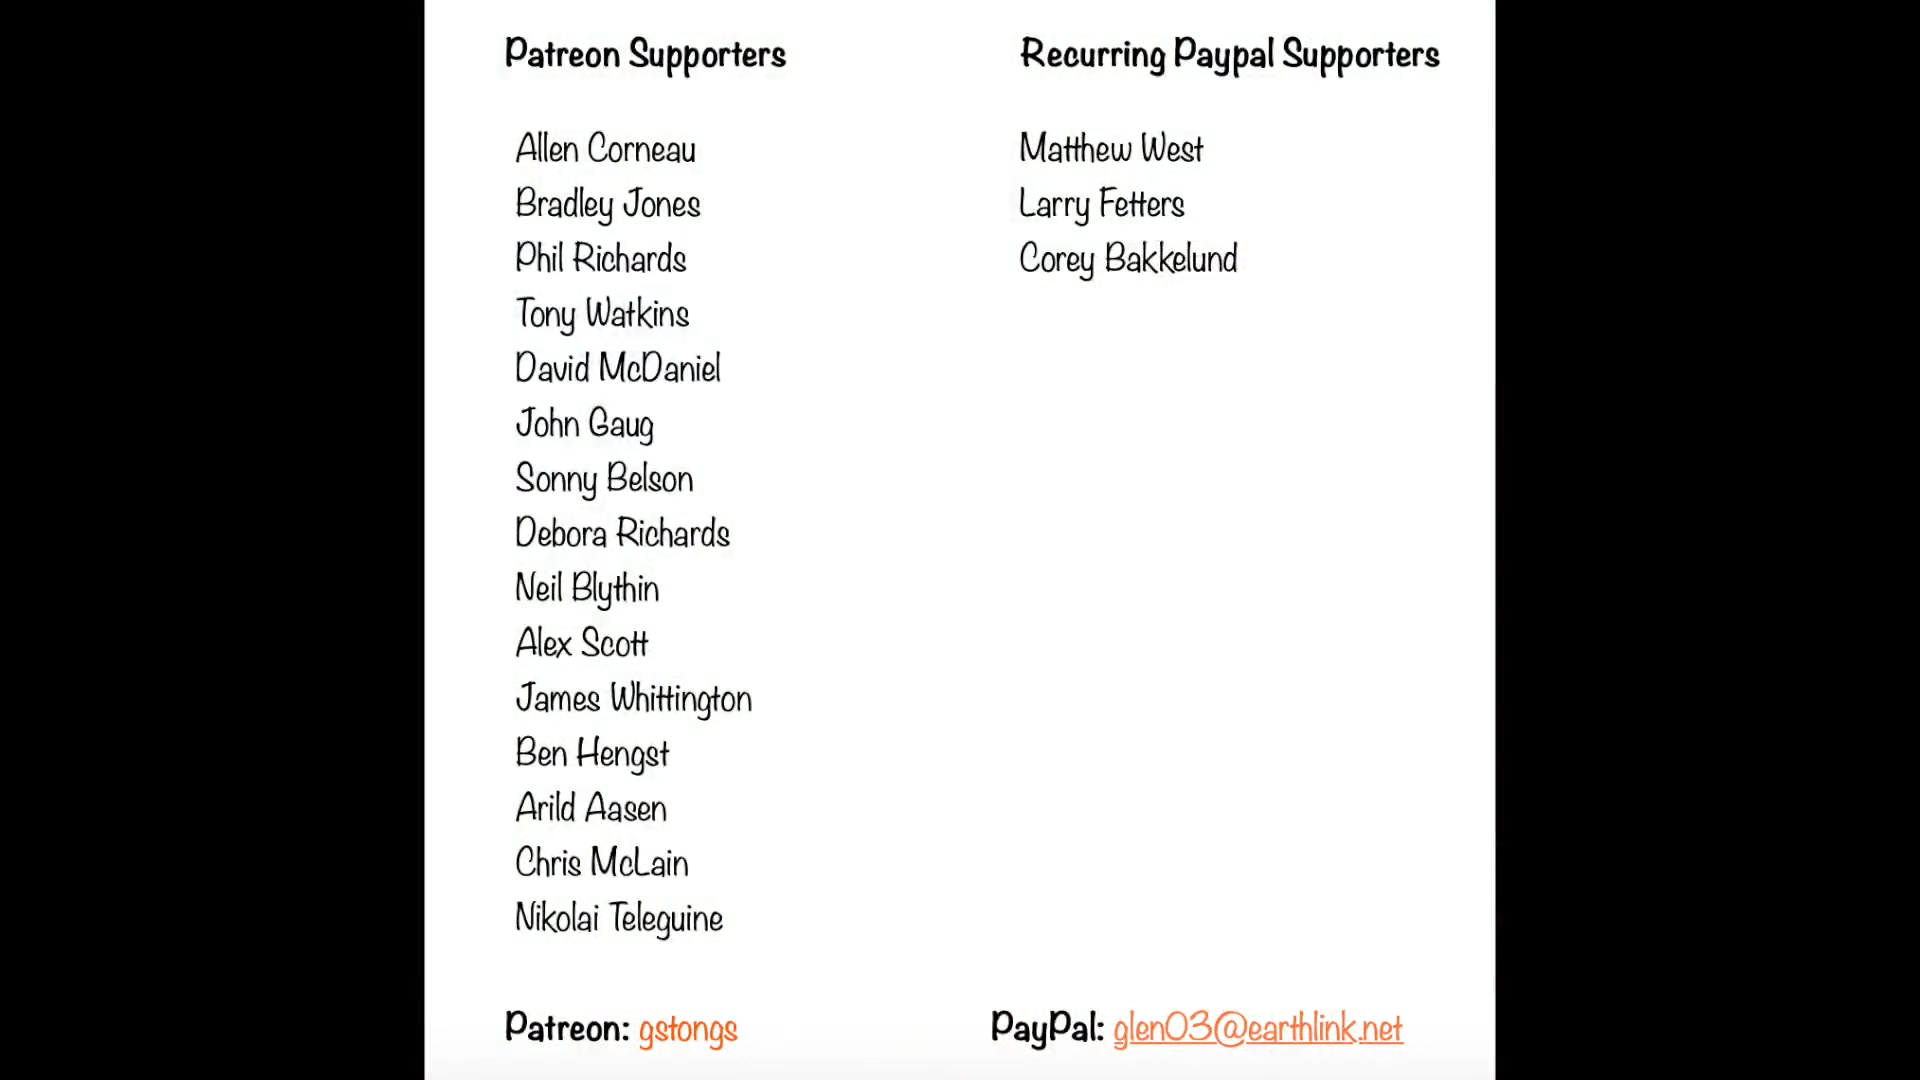 Patreon Supporters
Allen Corneau
Bradley Jones
Phil Richards
Tony Watkins
David McDaniel
John Gaug
Sonny Belson
Debora Richards
Neil Blythin
Alex Scott
James Whittington
Ben Hengst
Arild Aasen
Chris McLain
Nikolai Teleguine
Patreon: gstongs
Recurring Paypal Supporters
Matthew West
Larry Fetters
Corey Bakkelund
PayPal: glen03@earthlink.net